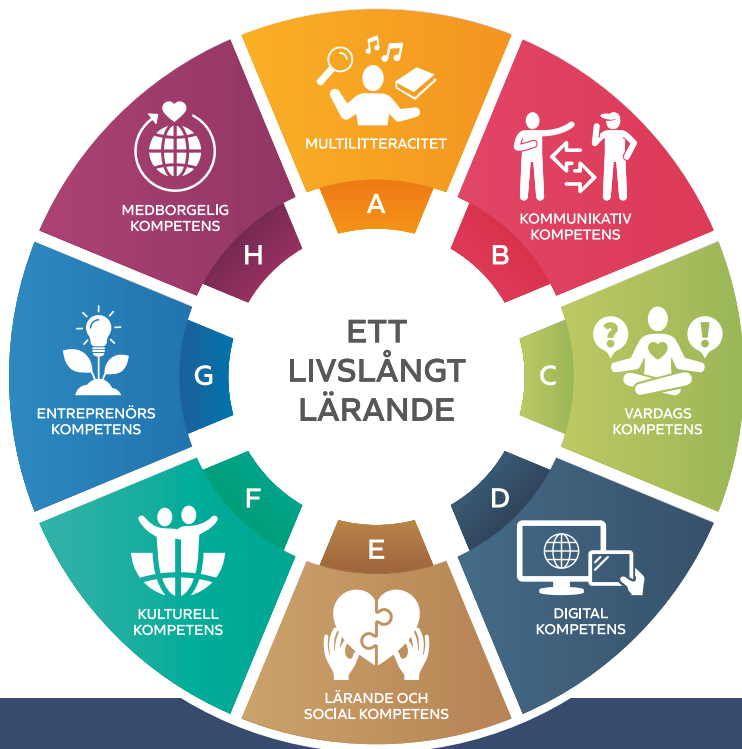 ETT
LIVSLÅNGT
LÄRANDE
MULTILITTERACITET
A
KOMMUNIKATIV
KOMPETENS
B
VARDAGS
KOMPETENS
C
?
!
DIGITAL
KOMPETENS
D
LÄRANDE OCH
SOCIAL KOMPETENS
E
KULTURELL
KOMPETENS
F
ENTREPRENÖRS
KOMPETENS
G
MEDBORGELIG
KOMPETENS
H